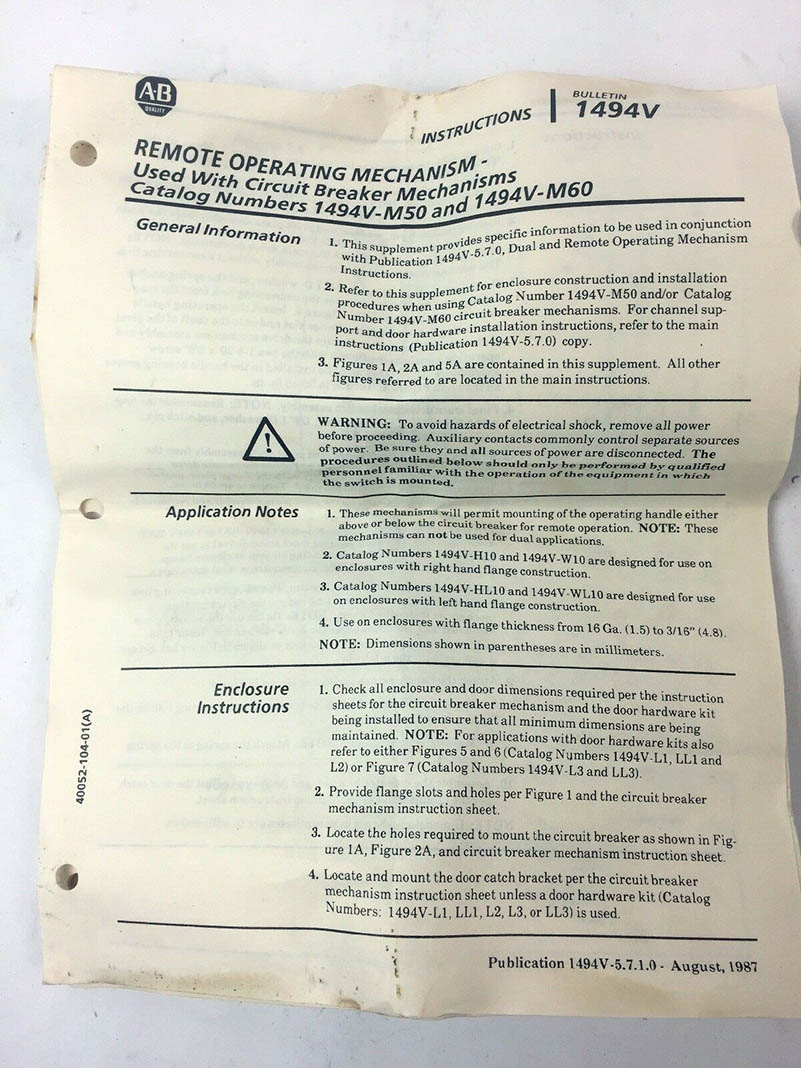 A-B
QUALITY
INSTRUCTIONS
BULLETIN
1494V
REMOTE OPERATING MECHANISM -
Used With Circuit Breaker Mechanisms
Catalog Numbers 1494V-M50 and 1494V-M60
General Information
1. This supplement provides specific information to be used in conjunction
with Publication 1494V-5.7.0, Dual and Remote Operating Mechanism
Instructions.
2. Refer to this supplement for enclosure construction and installation
procedures when using Catalog Number 1494V-M50 and/or Catalog
Number 1494V-M60 circuit breaker mechanisms. For channel sup-
port and door hardware installation instructions, refer to the main
instructions (Publication 1494V-5.7.0) copy.
3. Figures 1A, 2A and 5A are contained in this supplement. All other
figures referred to are located in the main instructions.
WARNING: To avoid hazards of electrical shock, remove all power
before proceeding. Auxiliary contacts commonly control separate sources
of power. Be sure they and all sources of power are disconnected. The
procedures outlined below should only be performed by qualified
personnel familiar with the operation of the equipment in which
the switch is mounted.
Application Notes
1. These mechanisms will permit mounting of the operating handle either
above or below the circuit breaker for remote operation. NOTE: These
mechanisms can not be used for dual applications.
2. Catalog Numbers 1494V-H10 and 1494V-W10 are designed for use on
enclosures with right hand flange construction.
3. Catalog Numbers 1494V-HL10 and 1494V-WL10 are designed for use
on enclosures with left hand flange construction.
4. Use on enclosures with flange thickness from 16 Ga. (1.5) to 3/16" (4.8).
NOTE: Dimensions shown in parentheses are in millimeters.
Enclosure
Instructions
1. Check all enclosure and door dimensions required per the instruction
sheets for the circuit breaker mechanism and the door hardware kit
being installed to ensure that all minimum dimensions are being
maintained. NOTE: For applications with door hardware kits also
refer to either Figures 5 and 6 (Catalog Numbers 1494V-L1, LL1 and
L2) or Figure 7 (Catalog Numbers 1494V-L3 and LL3).
2. Provide flange slots and holes per Figure 1 and the circuit breaker
mechanism instruction sheet.
3. Locate the holes required to mount the circuit breaker as shown in Fig-
ure 1A, Figure 2A, and circuit breaker mechanism instruction sheet.
4. Locate and mount the door catch bracket per the circuit breaker
mechanism instruction sheet unless a door hardware kit (Catalog
Numbers: 1494V-L1, LL1, L2, L3, or LL3) is used.
40052-104-01(A)
Publication 1494V-5.7.1.0 - August, 1987